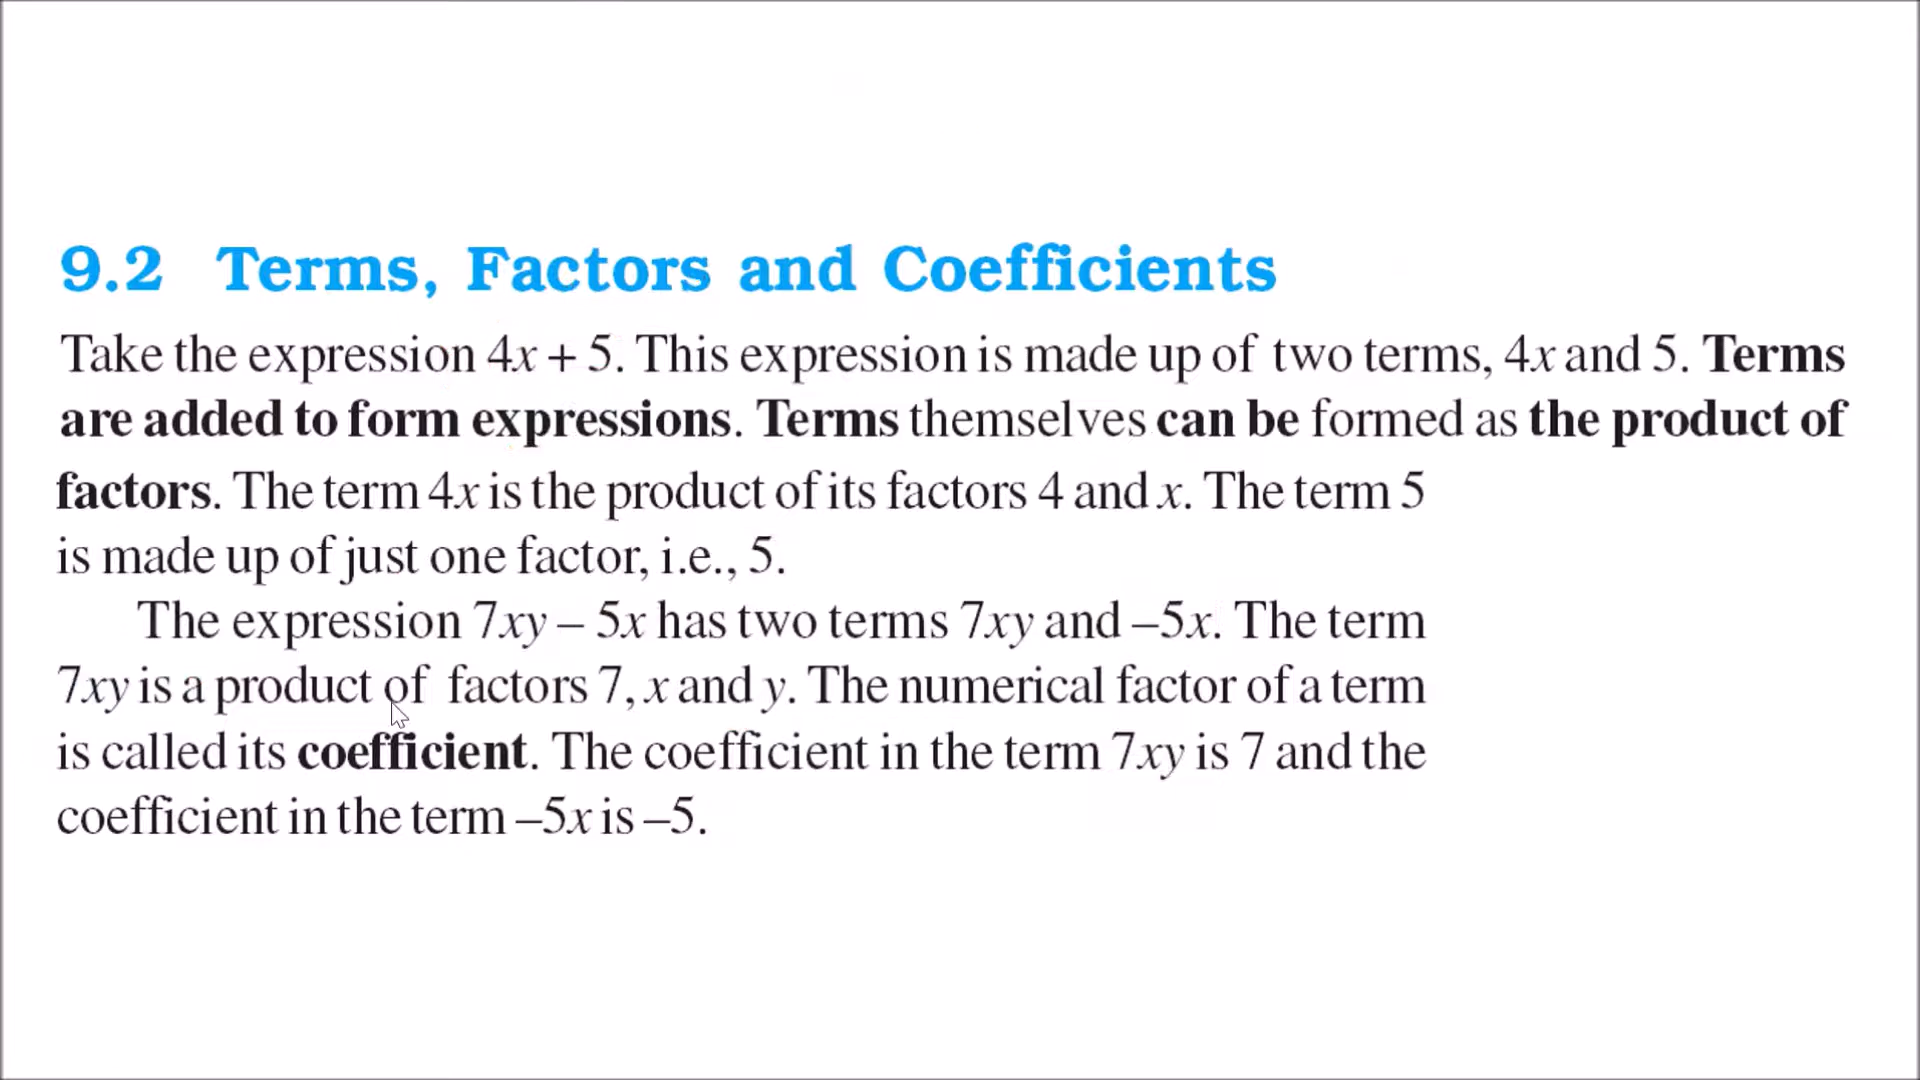 9.2 Terms, Factors and Coefficients
Take the expression 4x + 5. This expression is made up of two terms, 4x and 5. Terms
are added to form expressions. Terms themselves can be formed as the product of
factors. The term 4x is the product of its factors 4 and x. The term 5
is made up of just one factor, i.e., 5.
The expression 7xy – 5x has two terms 7xy and –5x. The term
7xy is a product of factors 7, x and y. The numerical factor of a term
is called its coefficient. The coefficient in the term 7xy is 7 and the
coefficient in the term –5x is –5.